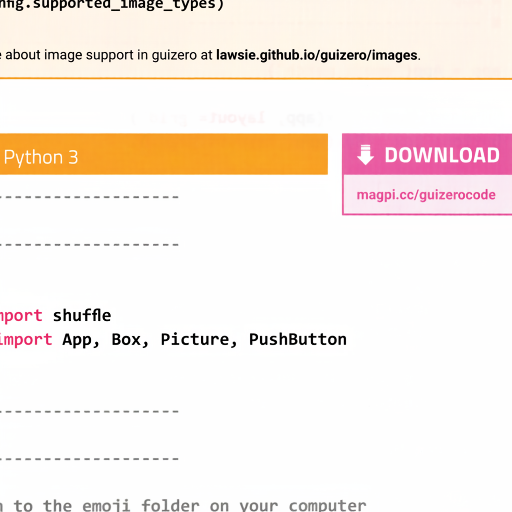 nfig.supported_image_types)
about image support in guizero at lawsie.github.io/guizero/images.
Python 3
DOWNLOAD
magpi.cc/guizerocode
------------------
------------------
mport shuffle
import App, Box, Picture, PushButton
------------------
------------------
to the emoji folder on your computer